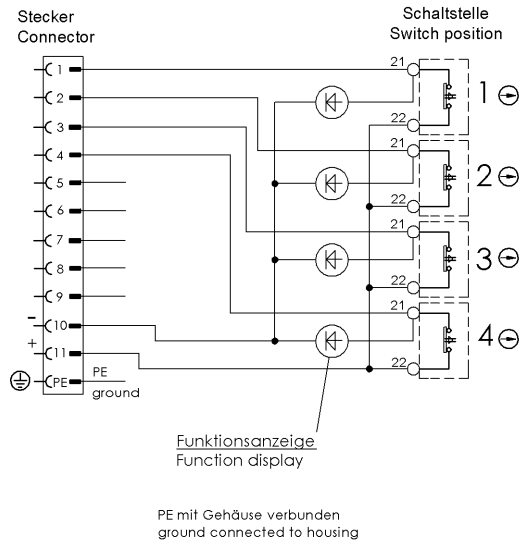 Stecker
Connector
Schaltstelle
Switch position
1
2
3
4
5
6
7
8
9
− 10
+ 11
PE
PE
ground
21
22
1
21
22
2
21
22
3
21
22
4
Funktionsanzeige
Function display
PE mit Gehäuse verbunden
ground connected to housing